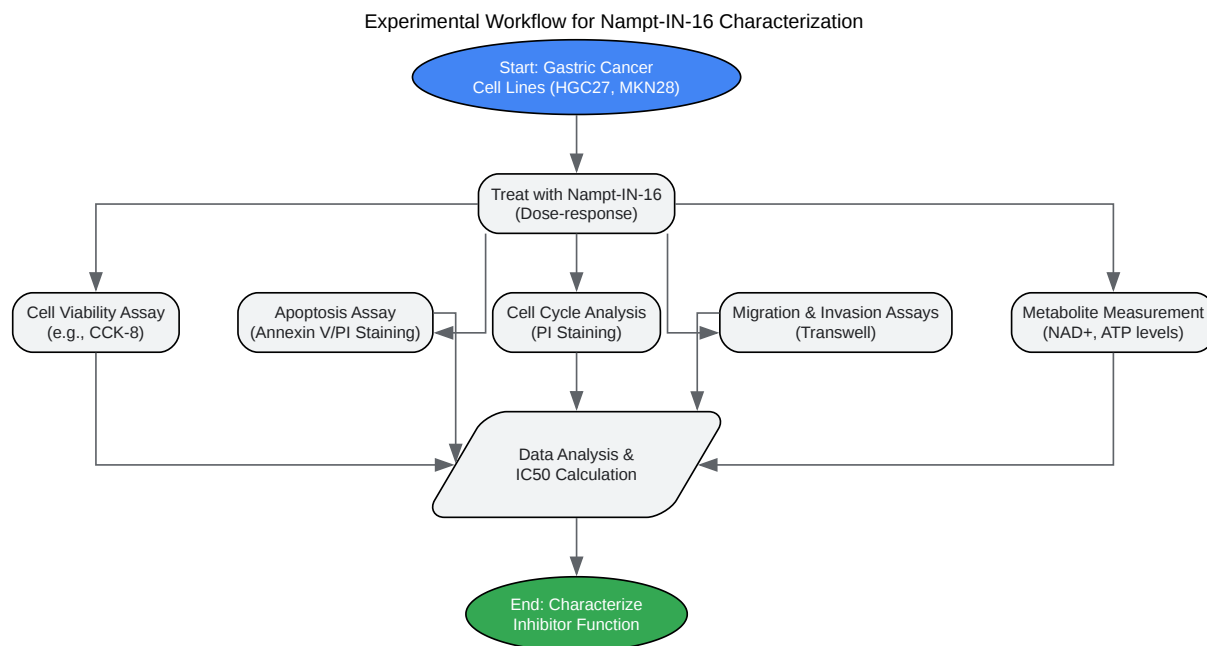 Experimental Workflow for Nampt-IN-16 Characterization
Start: Gastric Cancer
Cell Lines (HGC27, MKN28)
Treat with Nampt-IN-16
(Dose-response)
Cell Viability Assay
(e.g., CCK-8)
Apoptosis Assay
(Annexin V/PI Staining)
Cell Cycle Analysis
(PI Staining)
Migration & Invasion Assays
(Transwell)
Metabolite Measurement
(NAD+, ATP levels)
Data Analysis &
IC50 Calculation
End: Characterize
Inhibitor Function